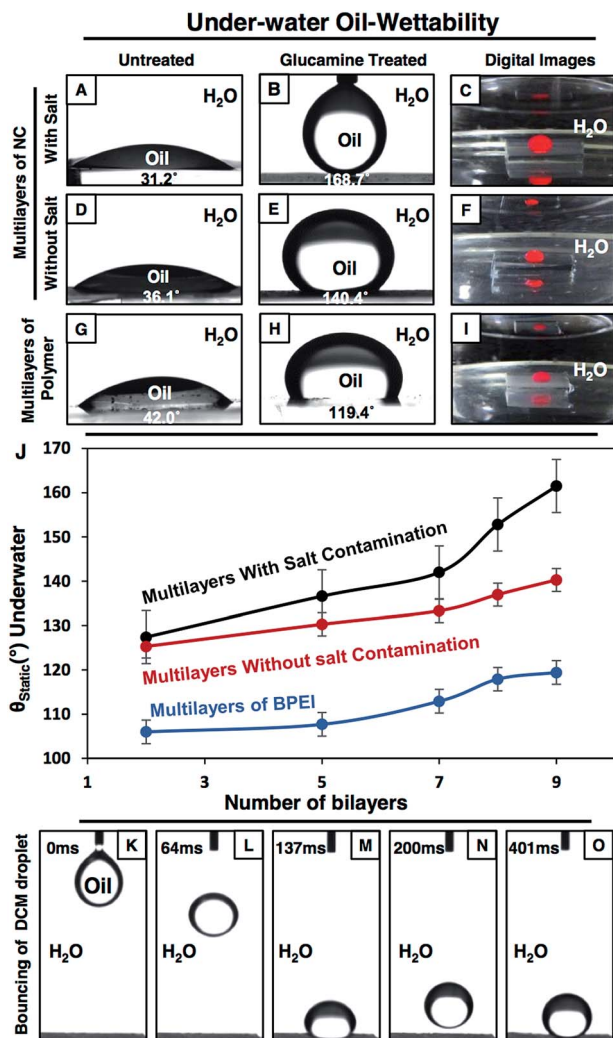 Under-water Oil-Wettability
Untreated
Glucamine Treated
Digital Images
Multilayers of NC
With Salt
A
H₂O
Oil
31.2°
B
H₂O
Oil
168.7°
C
H₂O
Without Salt
D
H₂O
Oil
36.1°
E
H₂O
Oil
140.4°
F
H₂O
Multilayers of
Polymer
G
H₂O
Oil
42.0°
H
H₂O
Oil
119.4°
I
H₂O
J
θStatic(°) Underwater
170
160
150
140
130
120
110
100
Multilayers With Salt Contamination
Multilayers Without salt Contamination
Multilayers of BPEI
1
3
5
7
9
Number of bilayers
Bouncing of DCM droplet
0ms
K
Oil
H₂O
64ms
L
H₂O
137ms
M
H₂O
200ms
N
H₂O
401ms
O
H₂O